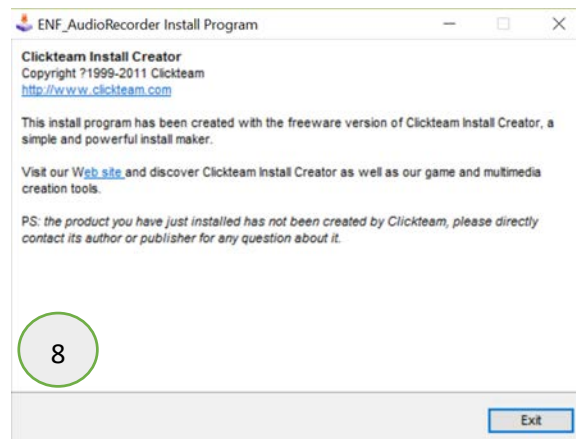 ENF_AudioRecorder Install Program
Clickteam Install Creator
Copyright ?1999-2011 Clickteam
http://www.clickteam.com
This install program has been created with the freeware version of Clickteam Install Creator, a
simple and powerful install maker.
Visit our Web site and discover Clickteam Install Creator as well as our game and multimedia
creation tools.
PS: the product you have just installed has not been created by Clickteam, please directly
contact its author or publisher for any question about it.
8
Exit